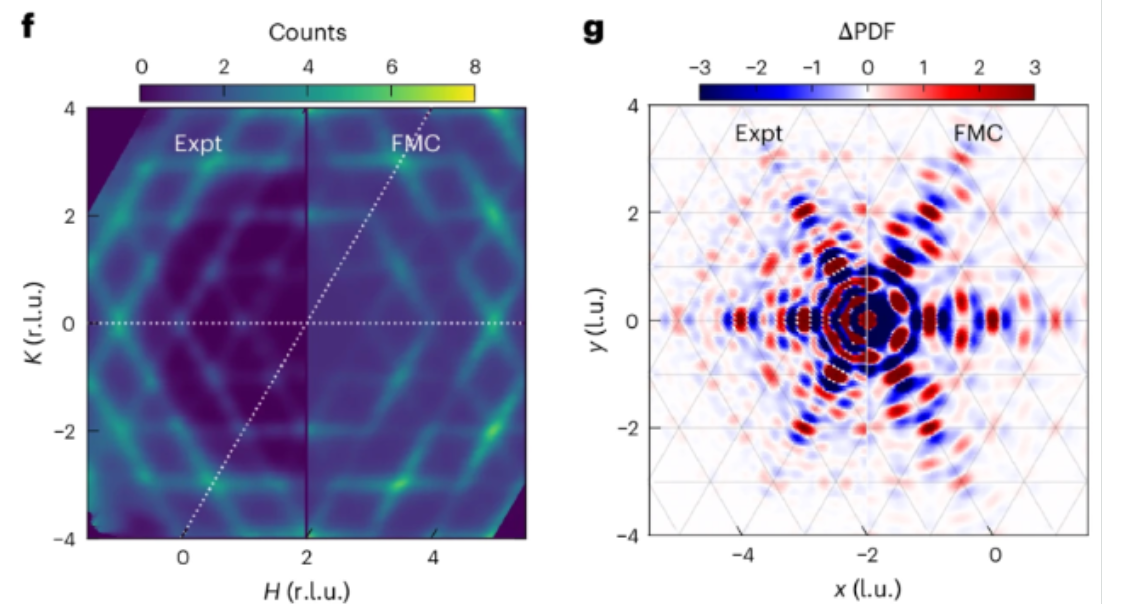 f
Counts
0 2 4 6 8
Expt FMC
4
2
0
−2
−4
K (r.l.u.)
0 2 4
H (r.l.u.)
g
ΔPDF
−3 −2 −1 0 1 2 3
Expt FMC
4
2
0
−2
−4
y (l.u.)
−4 −2 0
x (l.u.)